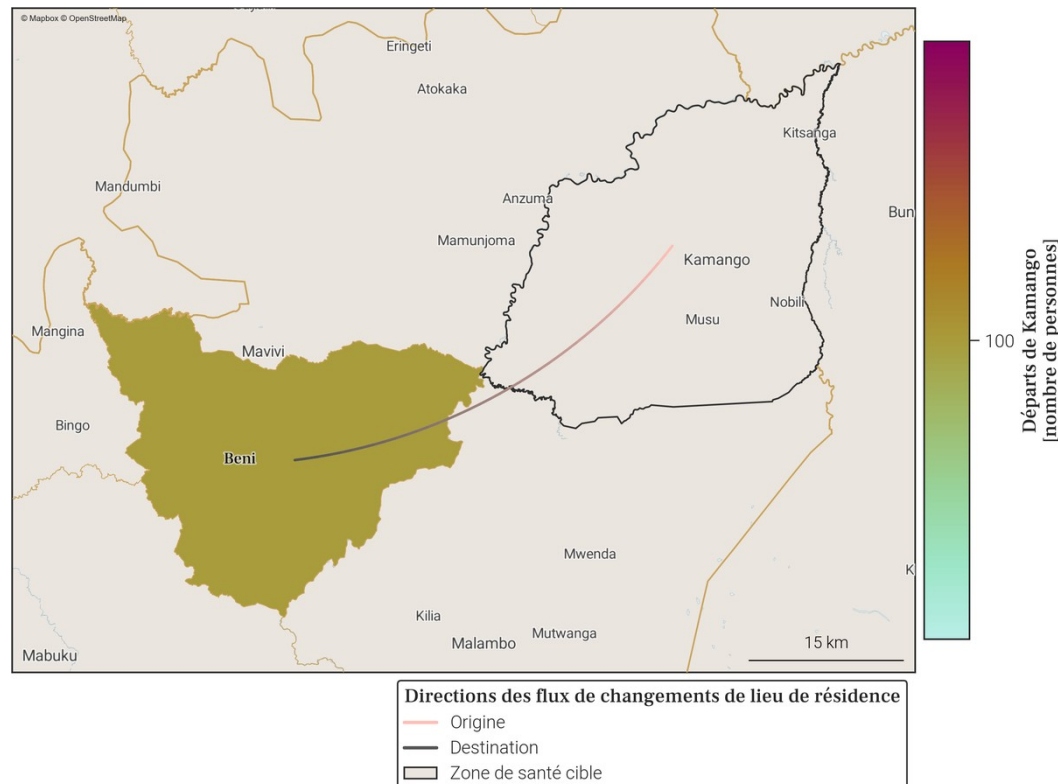 © Mapbox © OpenStreetMap
Eringeti
Atokaka
Kitsanga
Mandumbi
Anzuma
Bun
Mamunjoma
Kamango
Nobili
Mangina
Musu
Mavivi
Bingo
Beni
Mwenda
K
Kilia
Malambo
Mutwanga
Mabuku
15 km
100
Départs de Kamango
[nombre de personnes]
Directions des flux de changements de lieu de résidence
Origine
Destination
Zone de santé cible